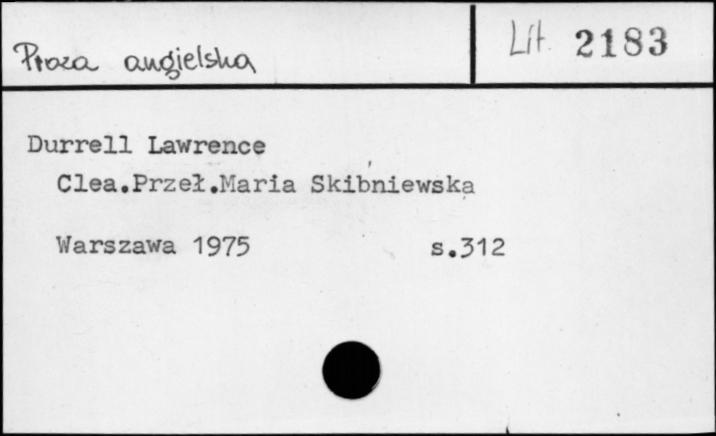 Proza angielska
Lit. 2183
Durrell Lawrence
Clea.Przeł.Maria Skibniewska
Warszawa 1975 s.312